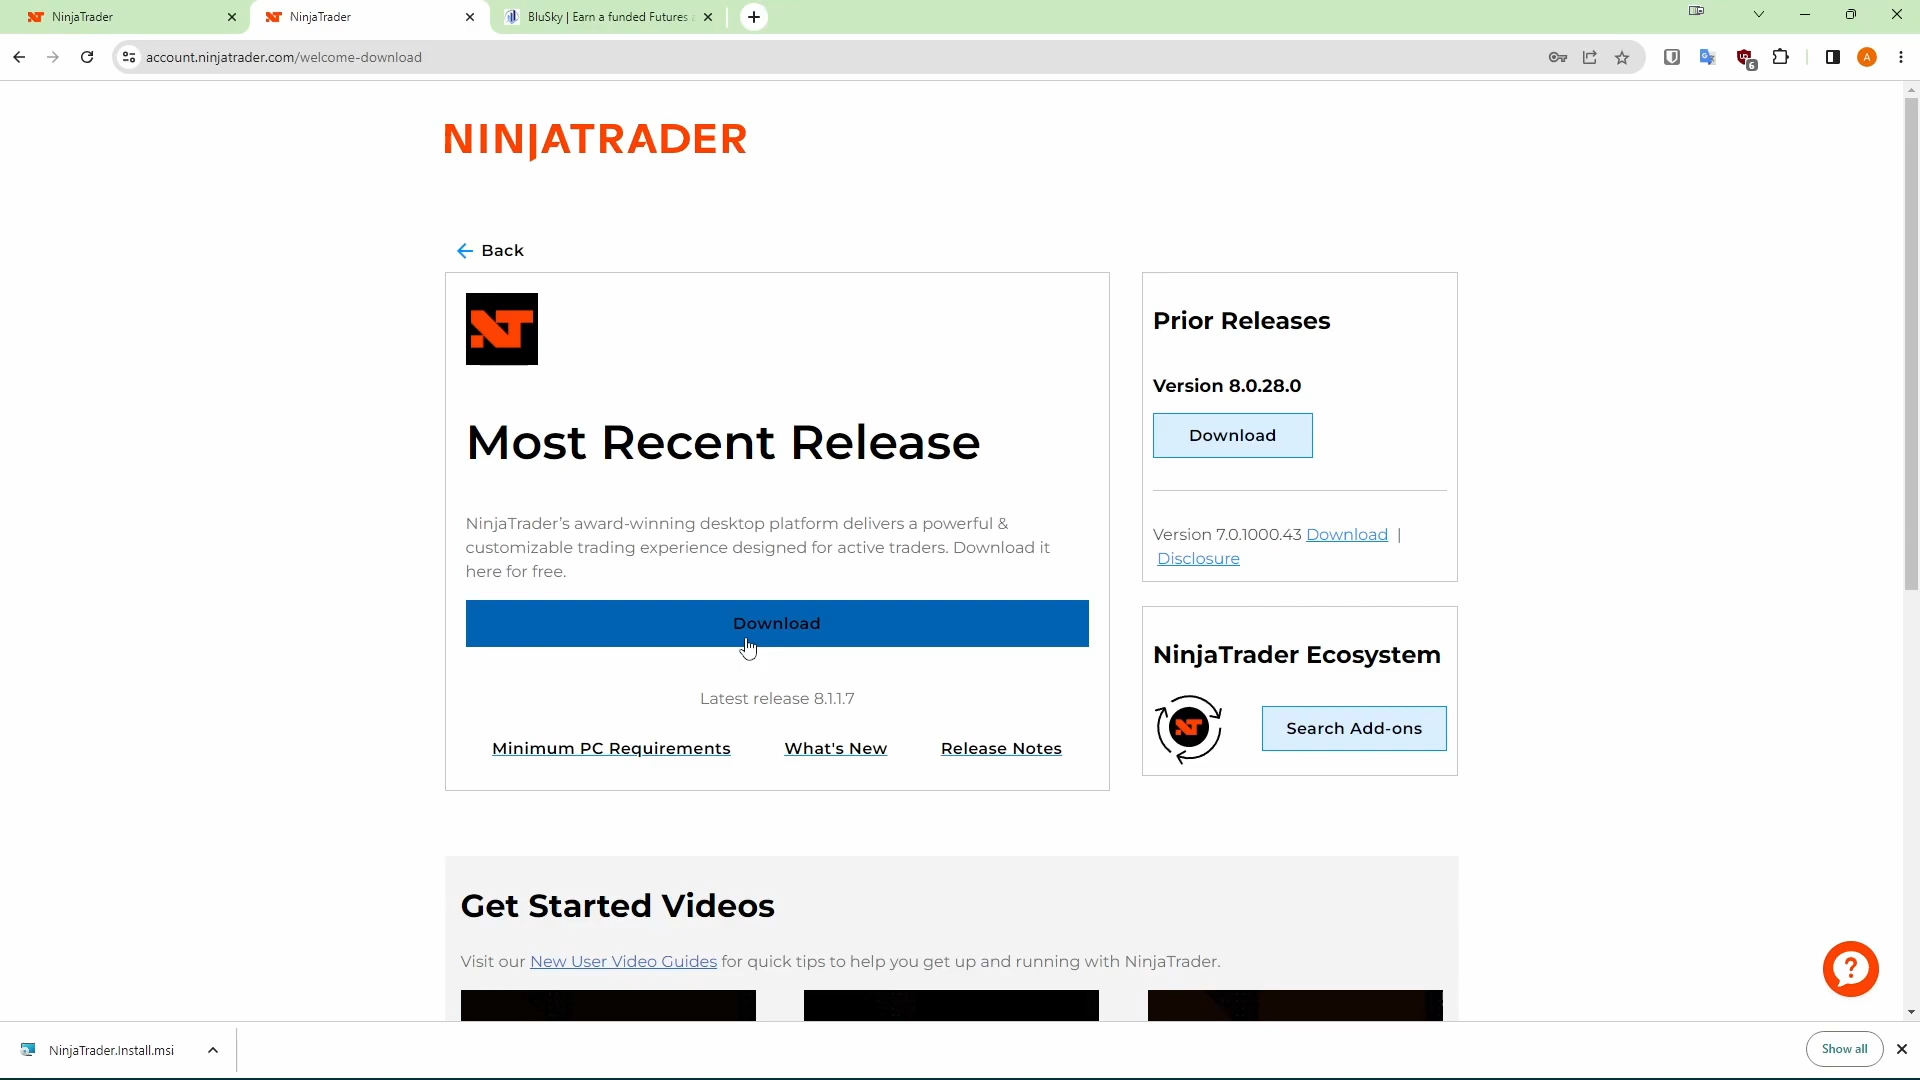 NinjaTrader
NinjaTrader
BluSky | Earn a funded Futures
account.ninjatrader.com/welcome-download
6
A
NINJATRADER
Back
NT
Most Recent Release
NinjaTrader's award-winning desktop platform delivers a powerful &
customizable trading experience designed for active traders. Download it
here for free.
Download
Latest release 8.1.1.7
Minimum PC Requirements
What's New
Release Notes
Prior Releases
Version 8.0.28.0
Download
Version 7.0.1000.43 Download |
Disclosure
NinjaTrader Ecosystem
NT
Search Add-ons
Get Started Videos
Visit our New User Video Guides for quick tips to help you get up and running with NinjaTrader.
NinjaTrader.Install.msi
Show all